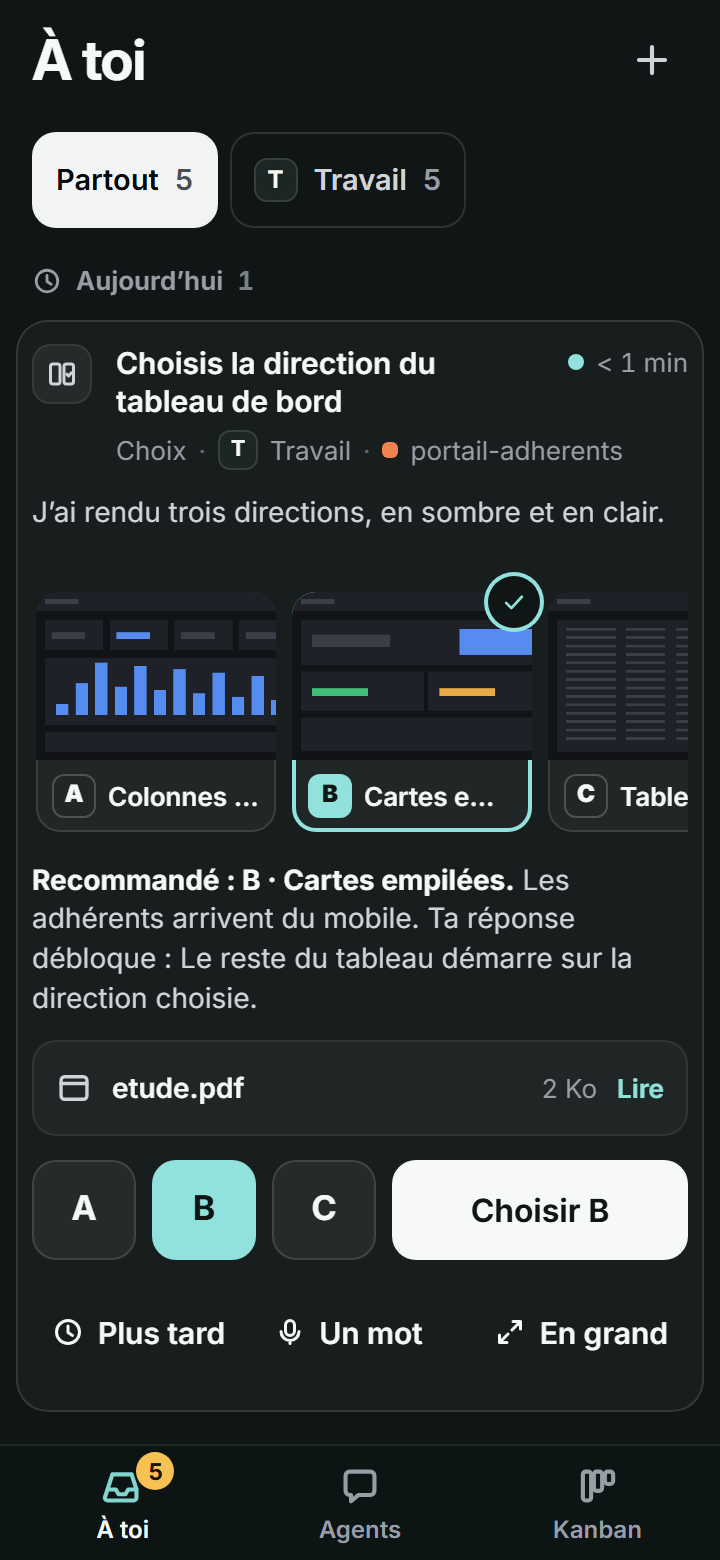 À toi
Partout 5
T Travail 5
Aujourd’hui 1
Choisis la direction du
tableau de bord
< 1 min
Choix · T Travail · portail-adherents
J’ai rendu trois directions, en sombre et en clair.
A Colonnes ...
B Cartes e...
C Table
Recommandé : B · Cartes empilées. Les
adhérents arrivent du mobile. Ta réponse
débloque : Le reste du tableau démarre sur la
direction choisie.
etude.pdf 2 Ko Lire
A B C Choisir B
Plus tard Un mot En grand
5
À toi Agents Kanban